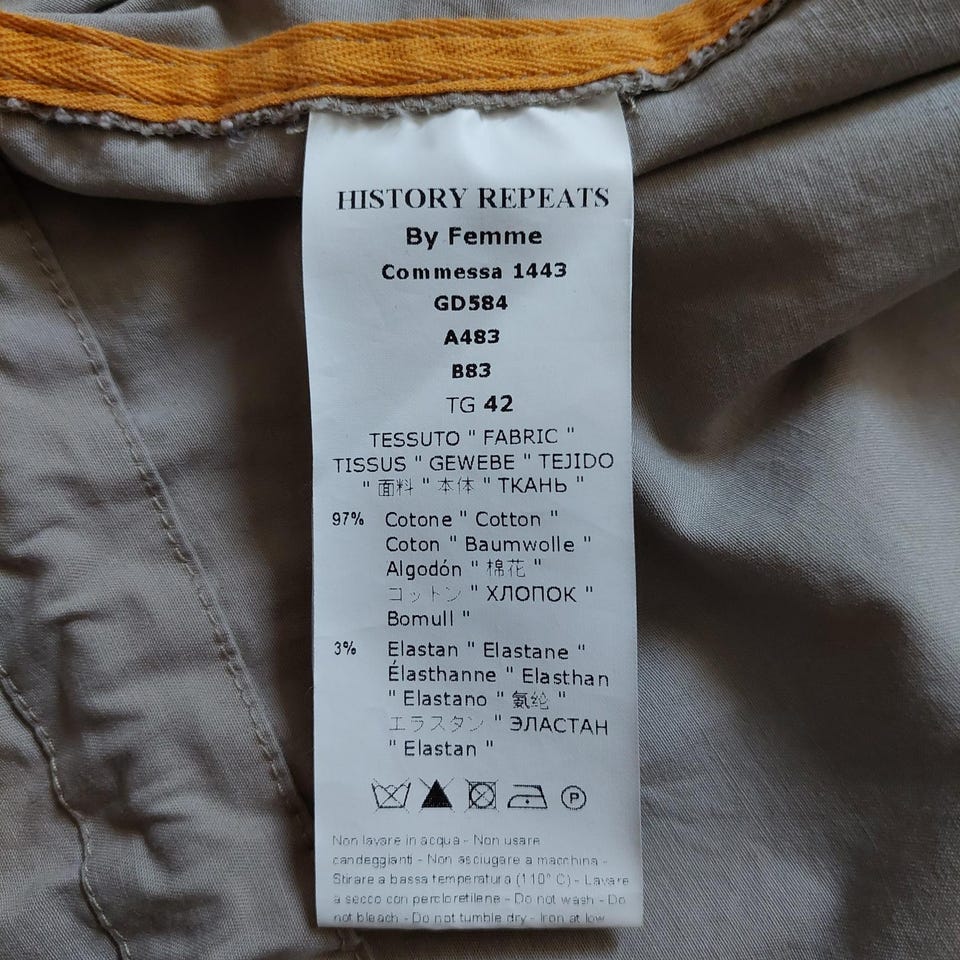 HISTORY REPEATS
By Femme
Commessa 1443
GD584
A483
B83
TG 42
TESSUTO " FABRIC "
TISSUS " GEWEBE " TEJIDO
" 面料 " 本体 " ТКАНЬ "
97% Cotone " Cotton "
Coton " Baumwolle "
Algodón " 棉花 "
コットン " ХЛОПОК "
Bomull "
3% Elastan " Elastane "
Élasthanne " Elasthan
" Elastano " 氨纶 "
エラスタン " ЭЛАСТАН
" Elastan "
P
Non lavare in acqua - Non usare
candeggianti - Non asciugare a macchina -
Stirare a bassa temperatura (110° C) - Lavare
a secco con percloretilene - Do not wash - Do
not bleach - Do not tumble dry - Iron at low